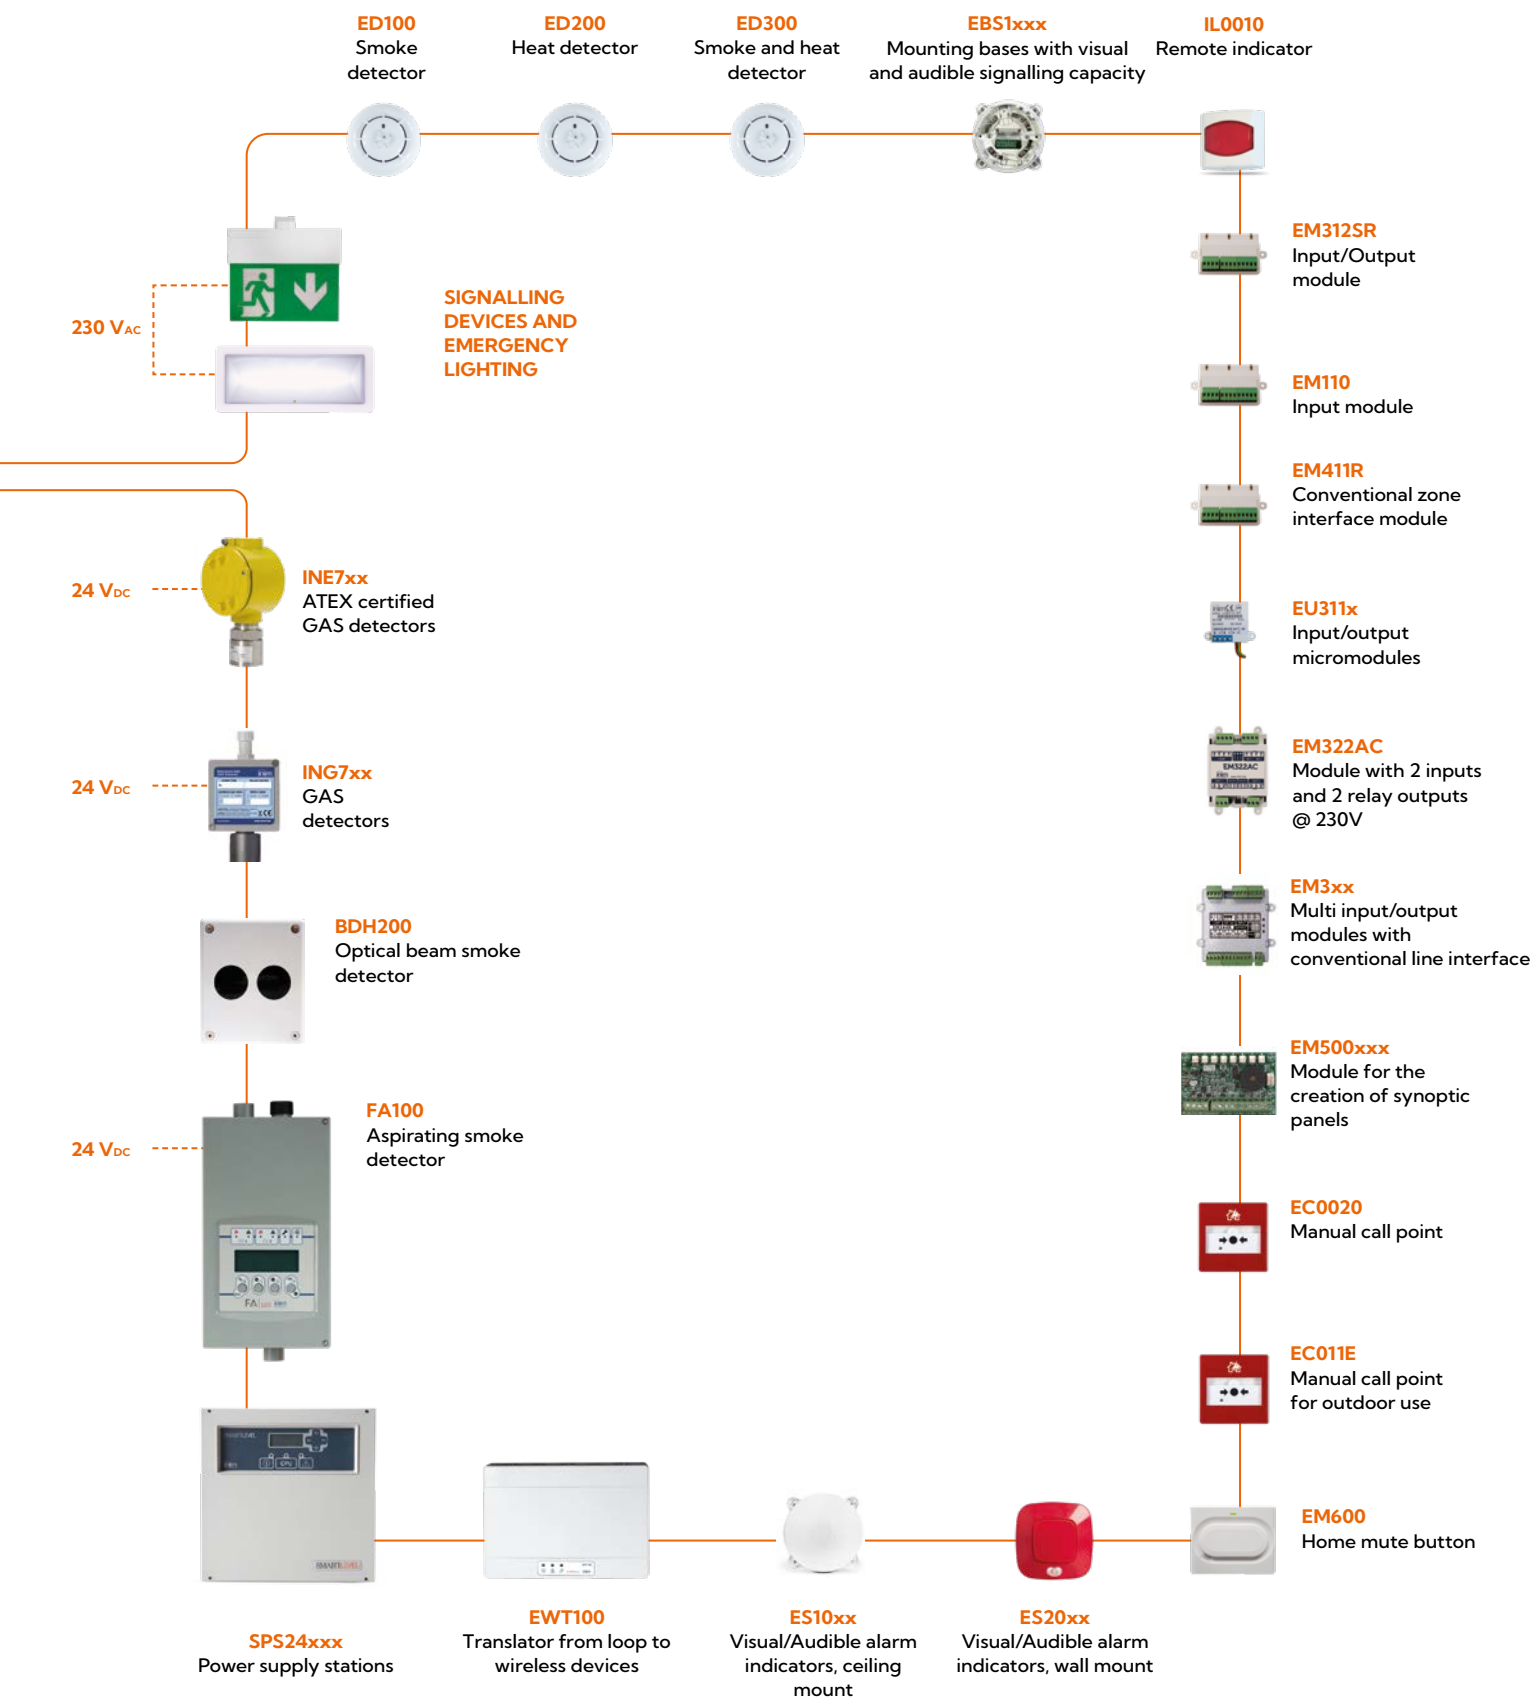 ED100
Smoke
detector
ED200
Heat detector
ED300
Smoke and heat
detector
EBS1xxx
Mounting bases with visual
and audible signalling capacity
IL0010
Remote indicator
EM312SR
Input/Output
module
230 VAC
SIGNALLING
DEVICES AND
EMERGENCY
LIGHTING
EM110
Input module
EM411R
Conventional zone
interface module
24 VDC
INE7xx
ATEX certified
GAS detectors
EU311x
Input/output
micromodules
24 VDC
ING7xx
GAS
detectors
EM322AC
EM322AC
Module with 2 inputs
and 2 relay outputs
@ 230V
EM3xx
Multi input/output
modules with
conventional line interface
BDH200
Optical beam smoke
detector
EM500xxx
Module for the
creation of synoptic
panels
24 VDC
FA100
Aspirating smoke
detector
EC0020
Manual call point
EC011E
Manual call point
for outdoor use
SMARTLEVEL
EM600
Home mute button
SPS24xxx
Power supply stations
EWT100
Translator from loop to
wireless devices
ES10xx
Visual/Audible alarm
indicators, ceiling
mount
ES20xx
Visual/Audible alarm
indicators, wall mount